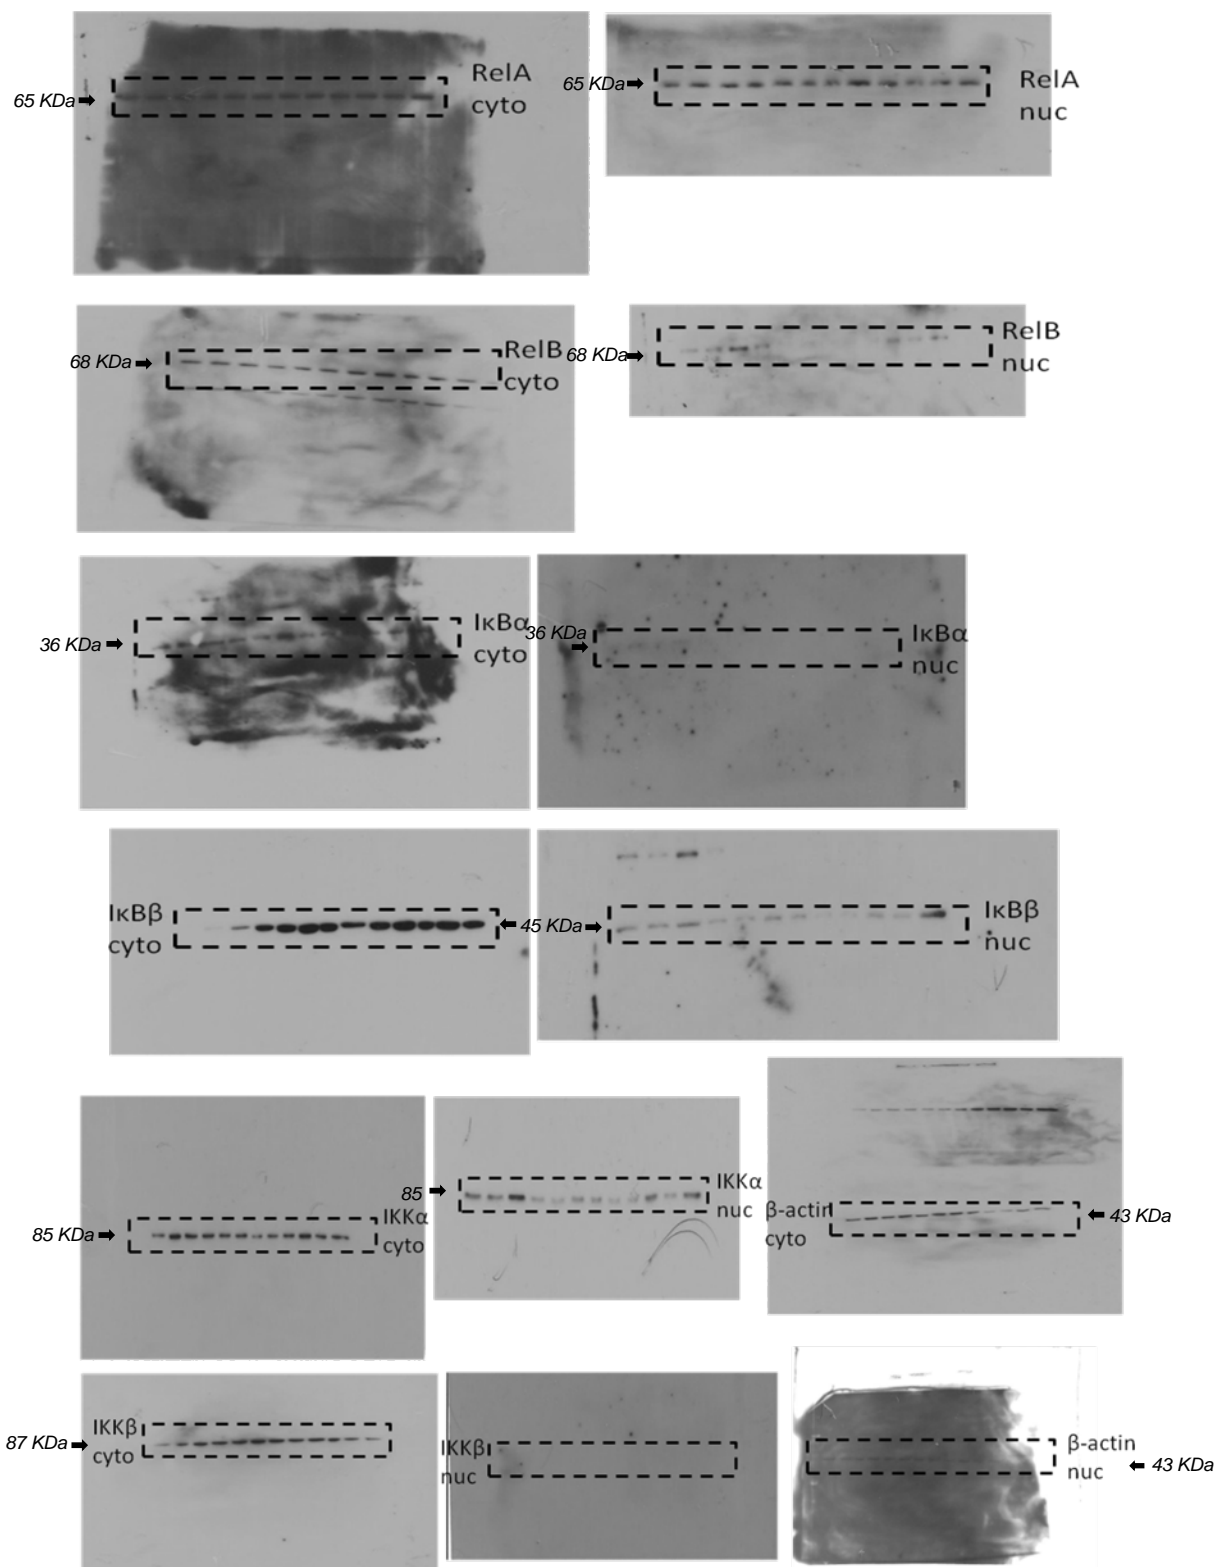 RelA
cyto
65 KDa
65 KDa
RelA
nuc
68 KDa
RelB
cyto
68 KDa
RelB
nuc
36 KDa
IκBα
cyto
36 KDa
IκBα
nuc
IκBβ
cyto
45 KDa
IκBβ
nuc
85 KDa
IKKα
cyto
85
IKKα
nuc
β-actin
cyto
43 KDa
87 KDa
IKKβ
cyto
IKKβ
nuc
β-actin
nuc
43 KDa